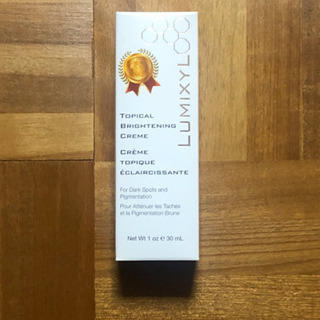 LUMIXYL
TOPICAL
BRIGHTENING
CREME
CRÈME
TOPIQUE
ÉCLAIRCISSANTE
For Dark Spots and
Pigmentation
Pour Atténuer les Taches
et la Pigmentation Brune
Net Wt 1 oz ℮ 30 mL